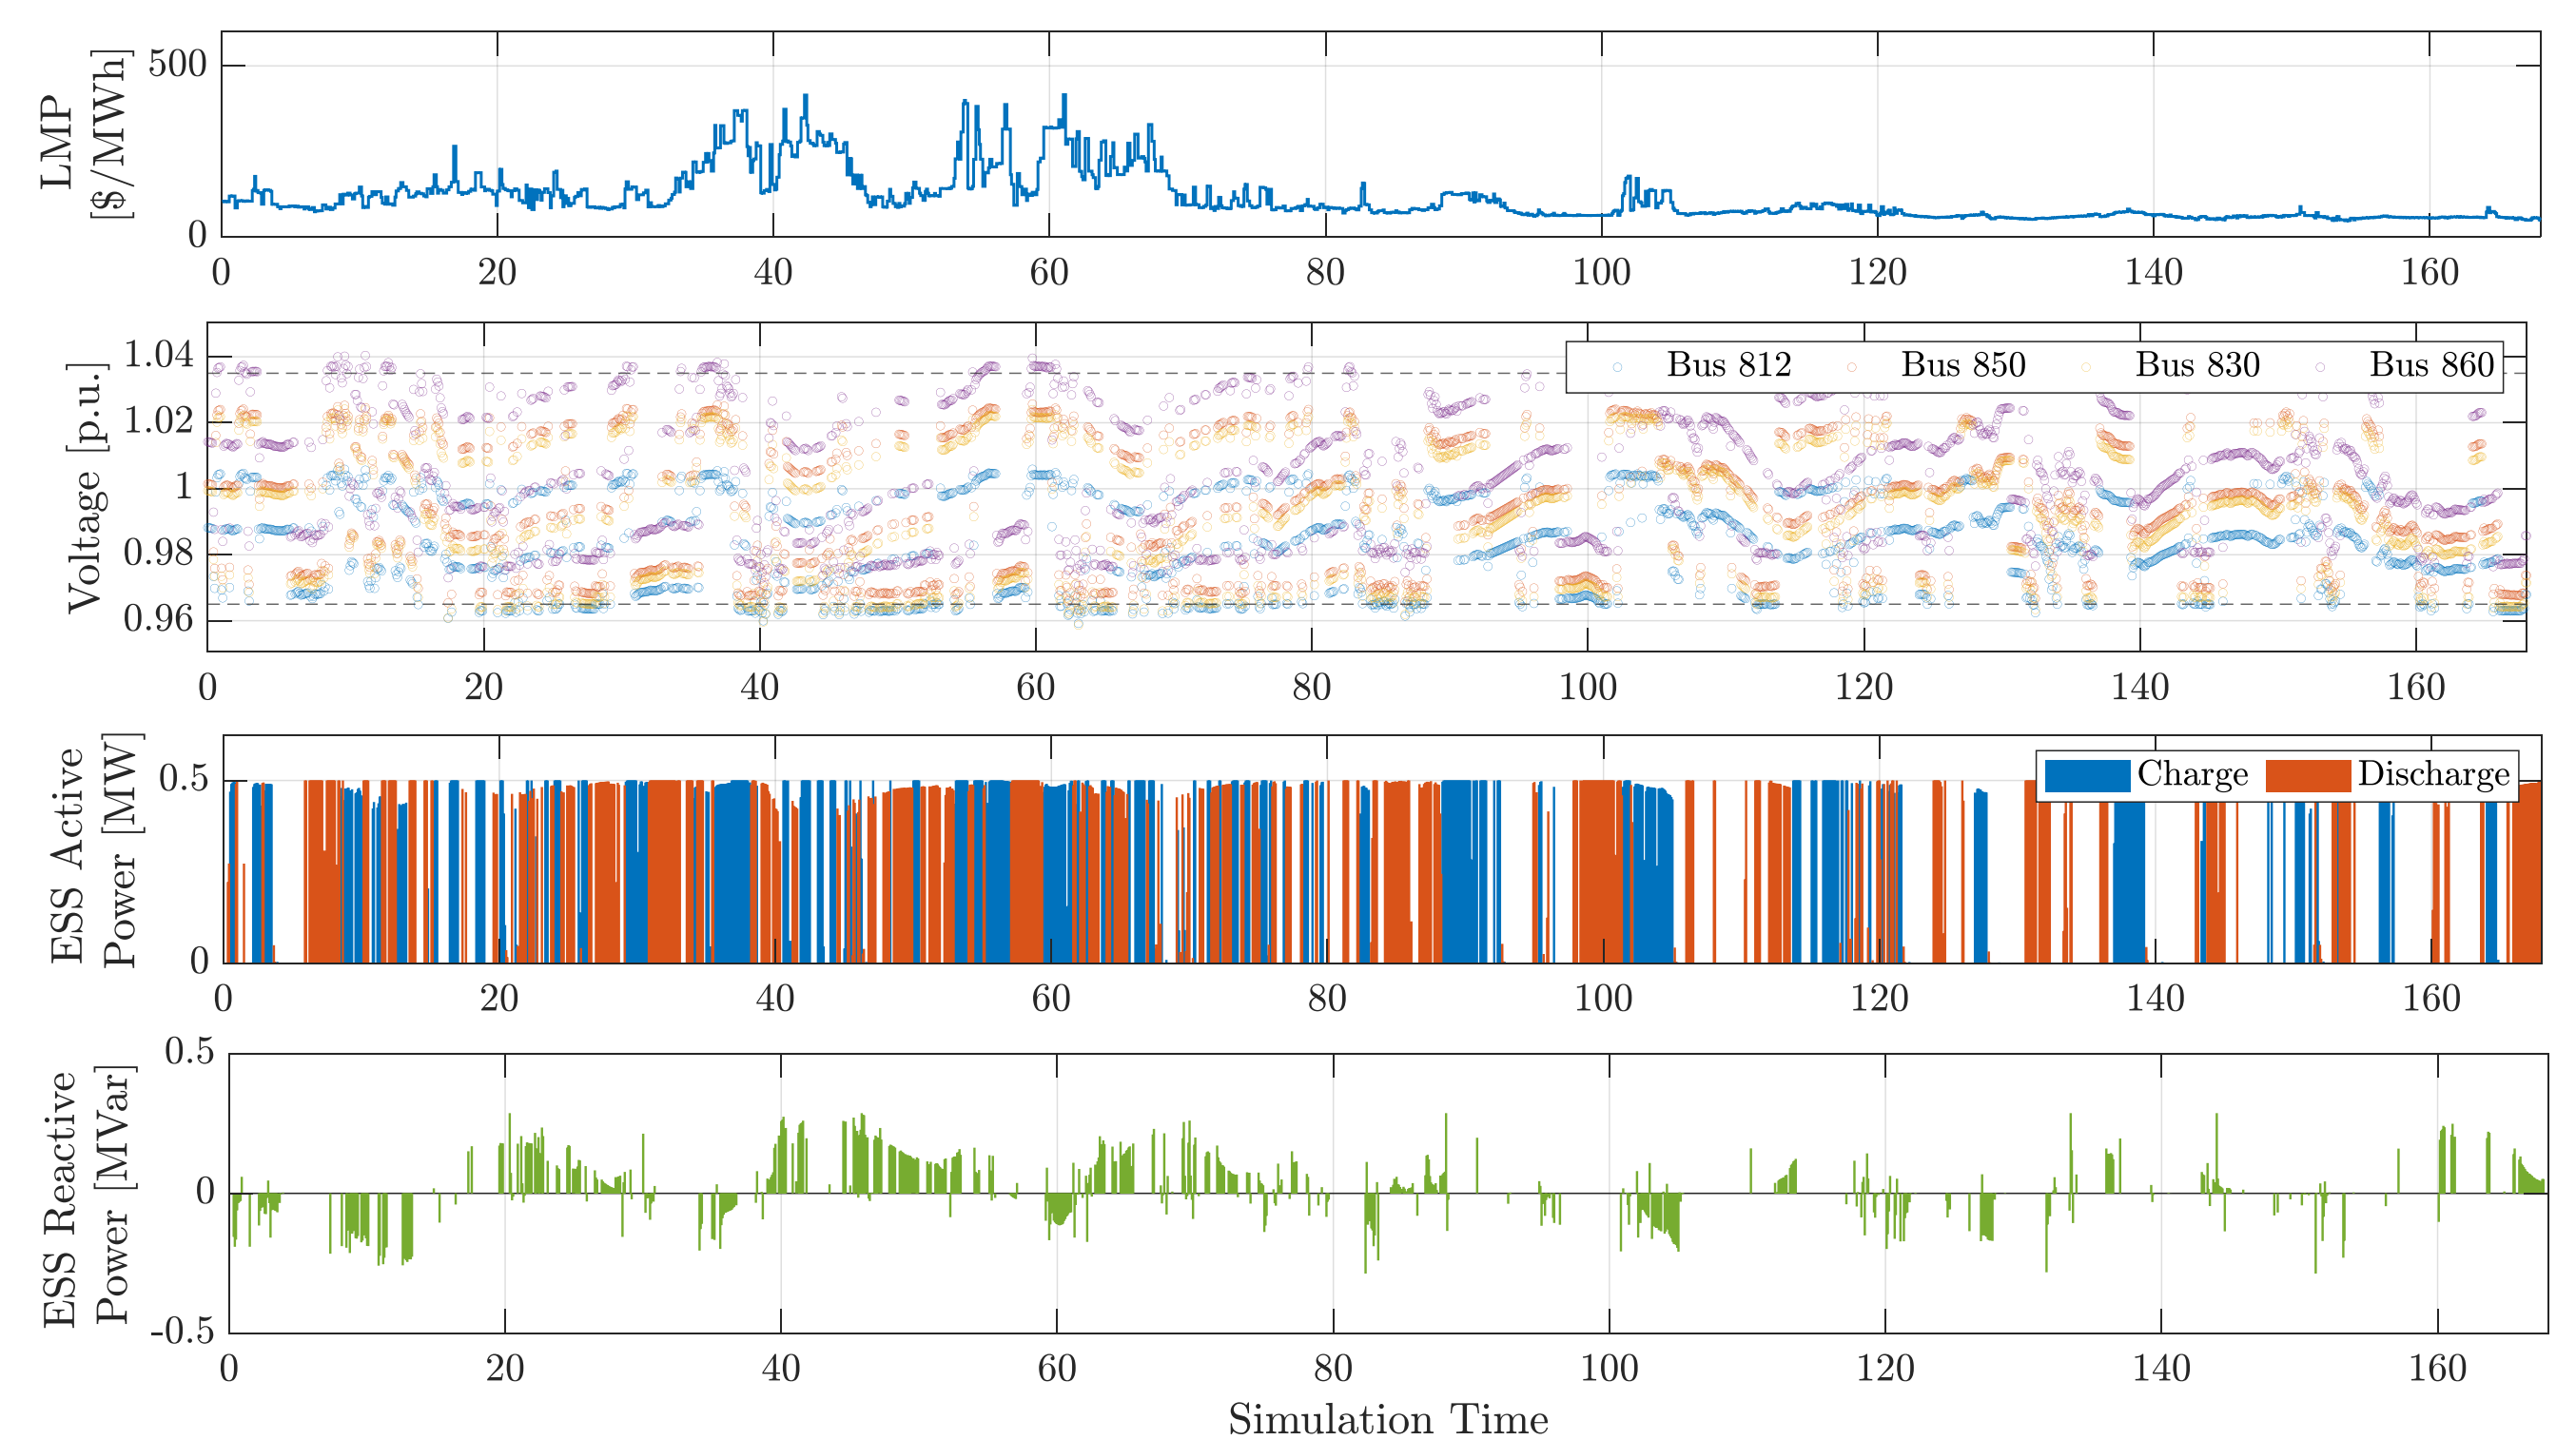 LMP
[$/MWh]
500
0
0 20 40 60 80 100 120 140 160
Voltage [p.u.]
1.04
1.02
1
0.98
0.96
Bus 812 Bus 850 Bus 830 Bus 860
0 20 40 60 80 100 120 140 160
ESS Active
Power [MW]
0.5
0
Charge Discharge
0 20 40 60 80 100 120 140 160
ESS Reactive
Power [MVar]
0.5
0
-0.5
0 20 40 60 80 100 120 140 160
Simulation Time